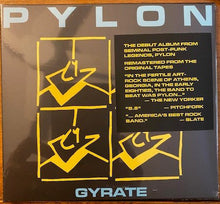 PYLON
THE DEBUT ALBUM FROM
SEMINAL POST-PUNK
LEGENDS, PYLON
REMASTERED FROM THE
ORIGINAL TAPES
"IN THE FERTILE ART-
ROCK SCENE OF ATHENS,
GEORGIA, IN THE EARLY
EIGHTIES, THE BAND TO
BEAT WAS PYLON..."
— THE NEW YORKER
"9.5" — PITCHFORK
"... AMERICA'S BEST ROCK
BAND." — SLATE
GYRATE